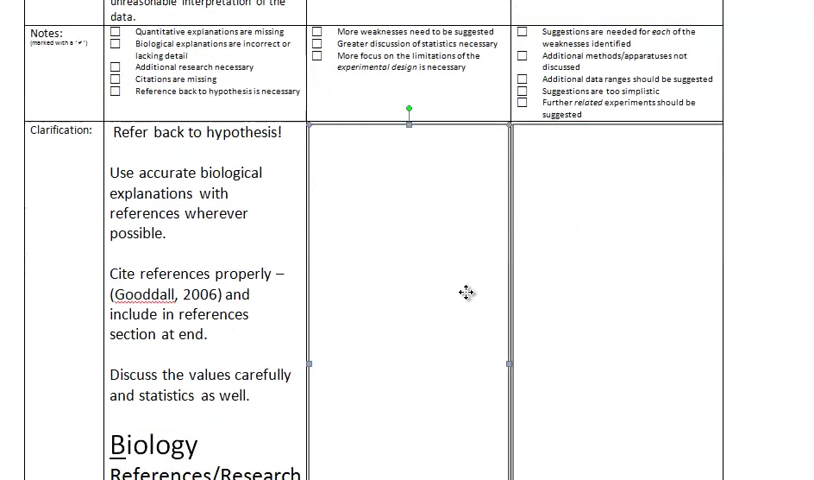 unreasonable interpretation of the
data.
Notes:
(marked with a "✔")
Quantitative explanations are missing
Biological explanations are incorrect or
lacking detail
Additional research necessary
Citations are missing
Reference back to hypothesis is necessary
More weaknesses need to be suggested
Greater discussion of statistics necessary
More focus on the limitations of the
experimental design is necessary
Suggestions are needed for each of the
weaknesses identified
Additional methods/apparatuses not
discussed
Additional data ranges should be suggested
Suggestions are too simplistic
Further related experiments should be
suggested
Clarification:
Refer back to hypothesis!
Use accurate biological
explanations with
references wherever
possible.
Cite references properly –
(Gooddall, 2006) and
include in references
section at end.
Discuss the values carefully
and statistics as well.
Biology
References/Research